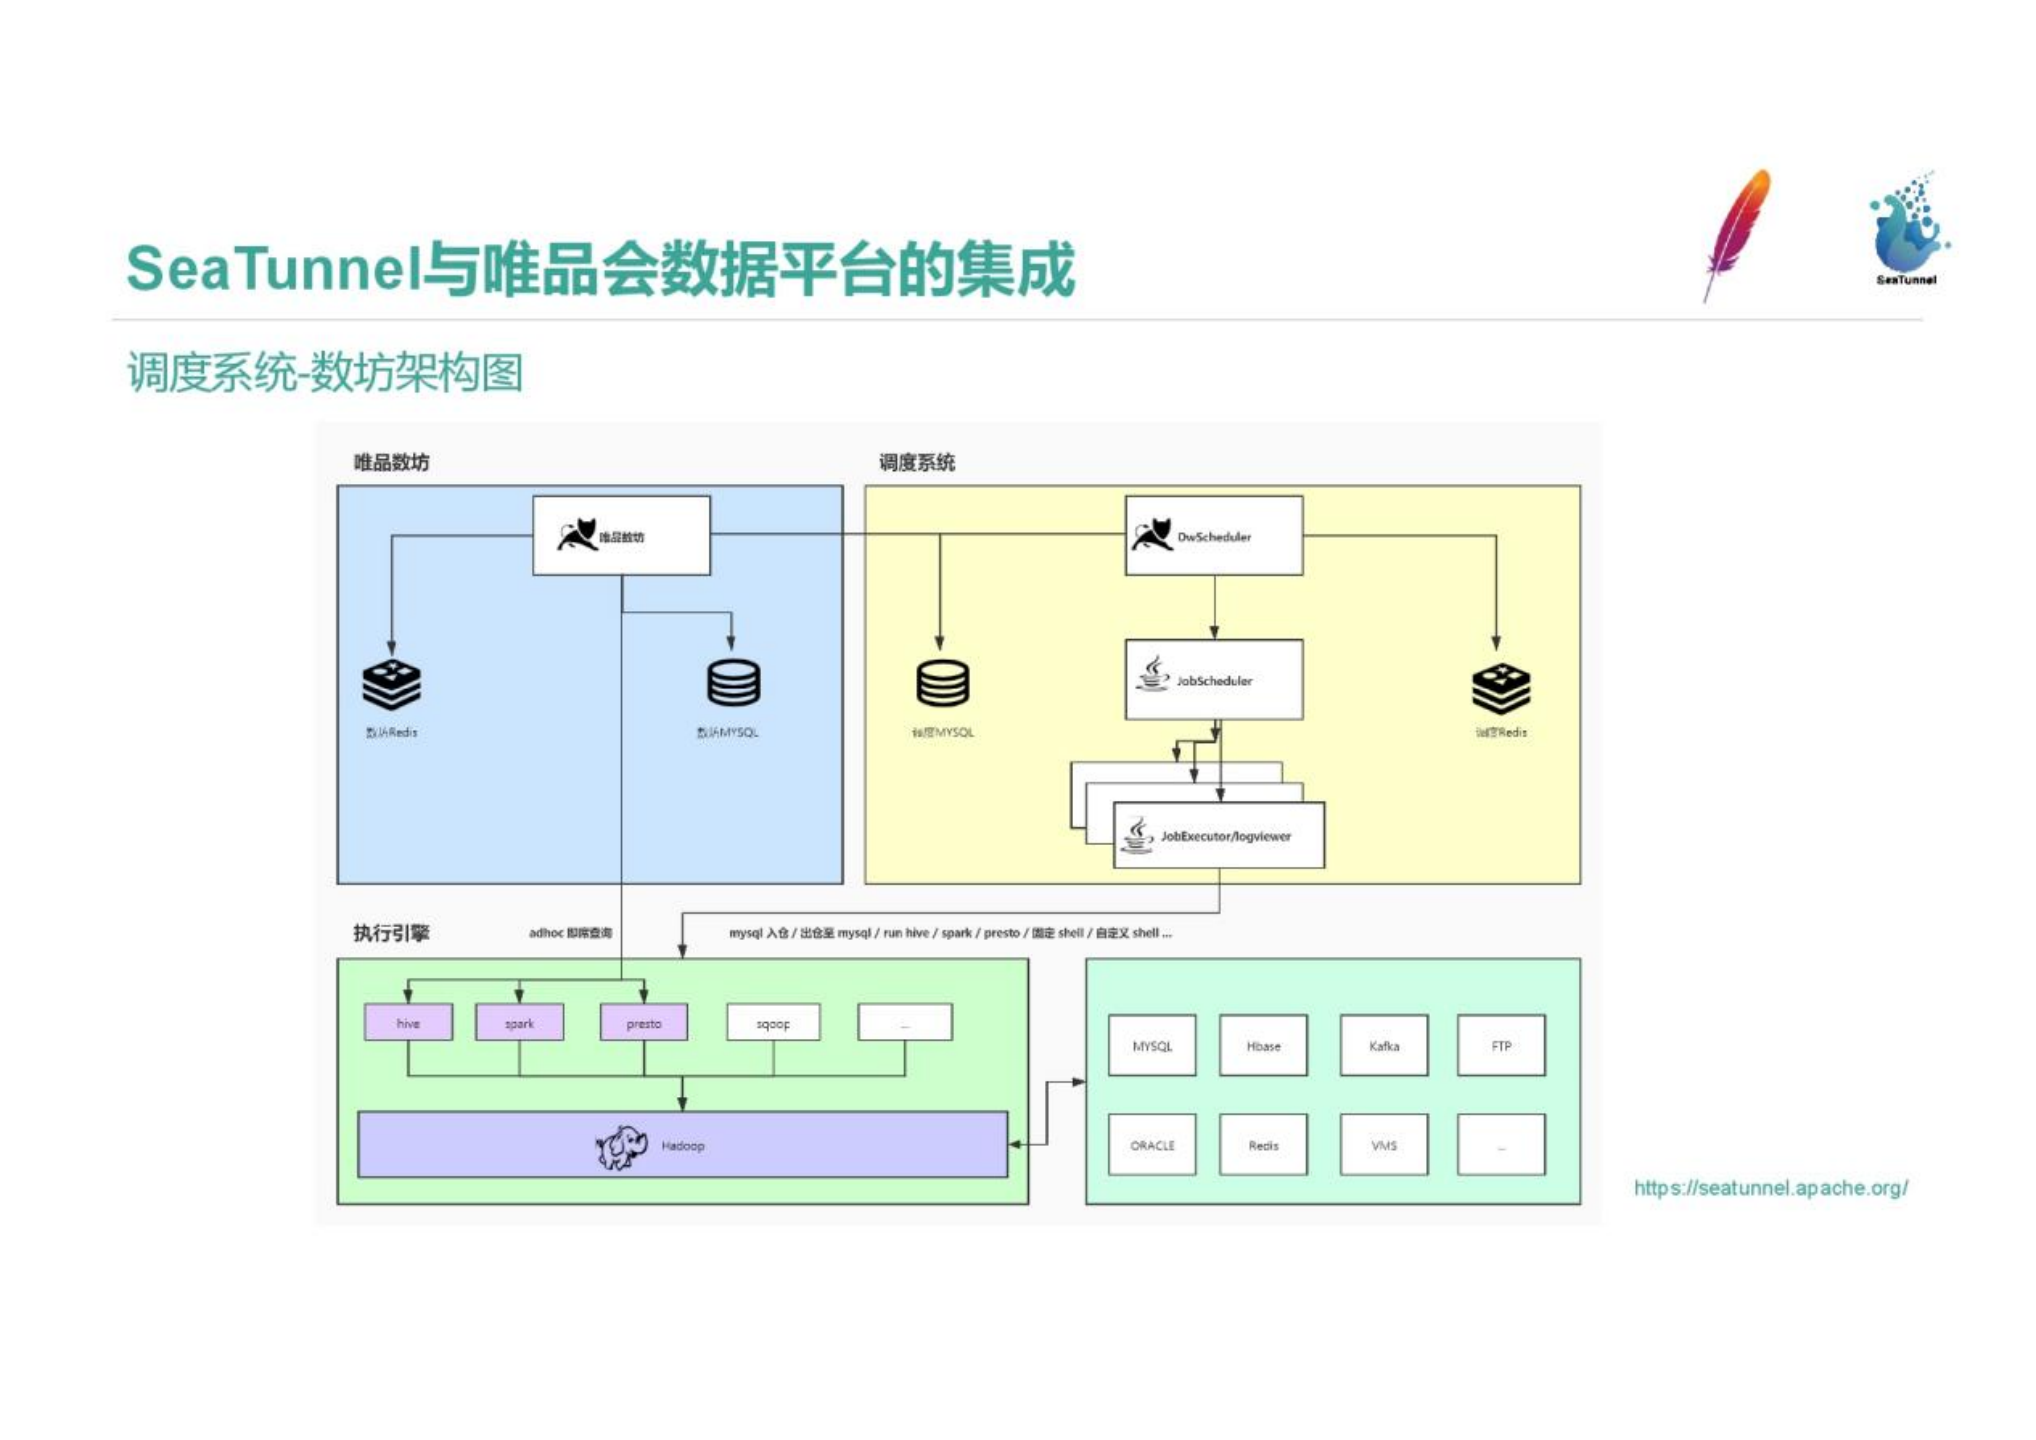 SeaTunnel与唯品会数据平台的集成
SeaTunnel
调度系统-数坊架构图
唯品数坊
调度系统
唯品数坊
DwScheduler
JobScheduler
数坊Redis
数坊MYSQL
调度MYSQL
调度Redis
JobExecutor/logviewer
执行引擎
adhoc 即席查询
mysql 入仓 / 出仓至 mysql / run hive / spark / presto / 固定 shell / 自定义 shell ...
hive
spark
presto
sqoop
...
MYSQL
Hbase
Kafka
FTP
Hadoop
ORACLE
Redis
VMS
...
https://seatunnel.apache.org/